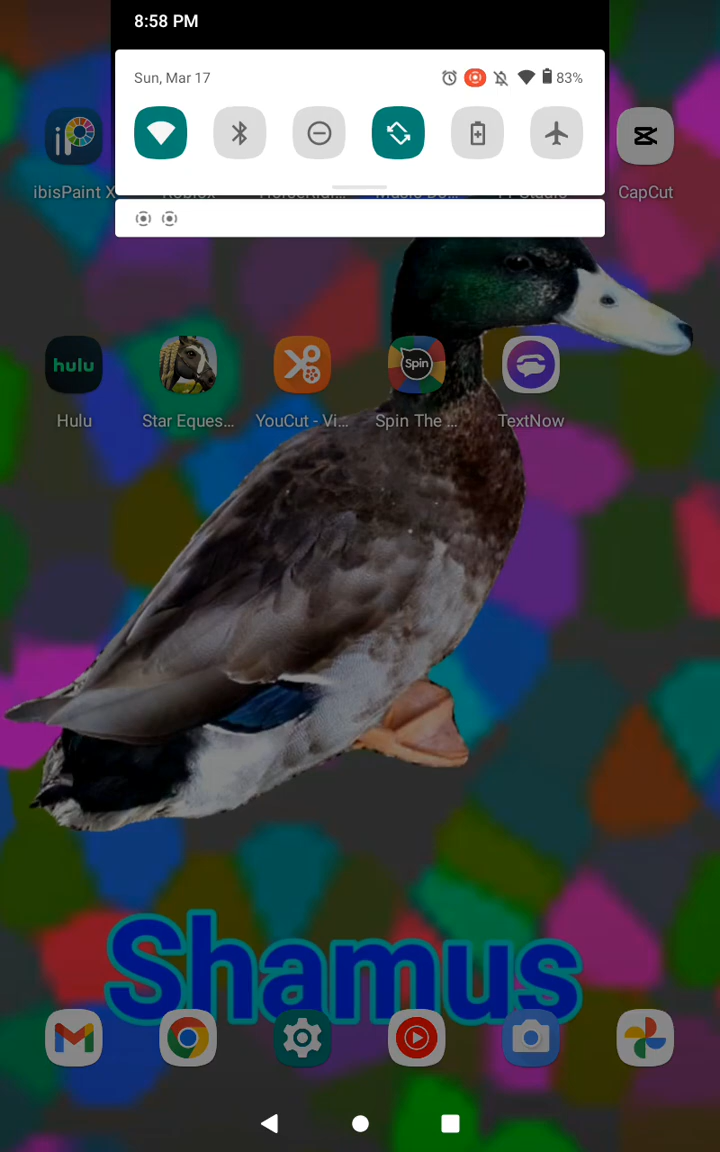 8:58 PM
Sun, Mar 17
83%
iP
ibisPaint X
CapCut
hulu
Spin
Hulu
Star Eques...
YouCut - Vi...
Spin The ...
TextNow
Shamus